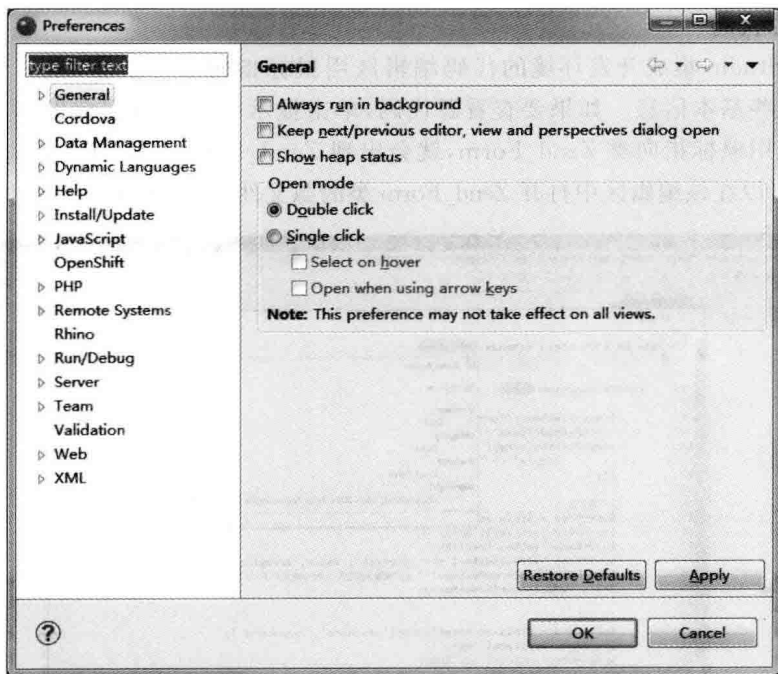 Preferences
type filter text
General
Cordova
Data Management
Dynamic Languages
Help
Install/Update
JavaScript
OpenShift
PHP
Remote Systems
Rhino
Run/Debug
Server
Team
Validation
Web
XML
General
Always run in background
Keep next/previous editor, view and perspectives dialog open
Show heap status
Open mode
Double click
Single click
Select on hover
Open when using arrow keys
Note: This preference may not take effect on all views.
Restore Defaults
Apply
?
OK
Cancel